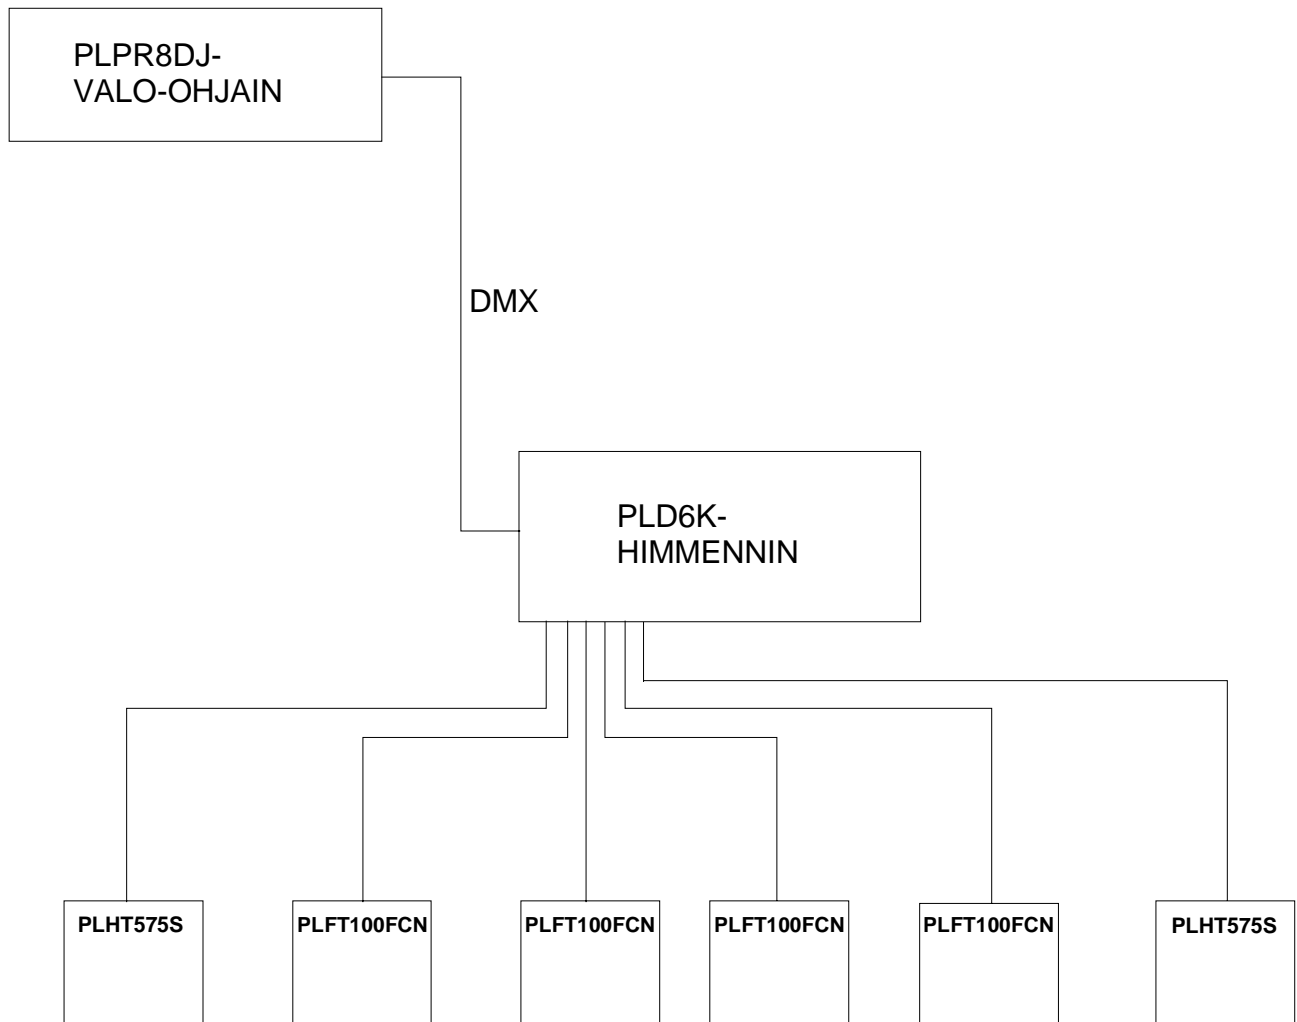 PLPR8DJ-
VALO-OHJAIN
DMX
PLD6K-
HIMMENNIN
PLHT575S
PLFT100FCN
PLFT100FCN
PLFT100FCN
PLFT100FCN
PLHT575S